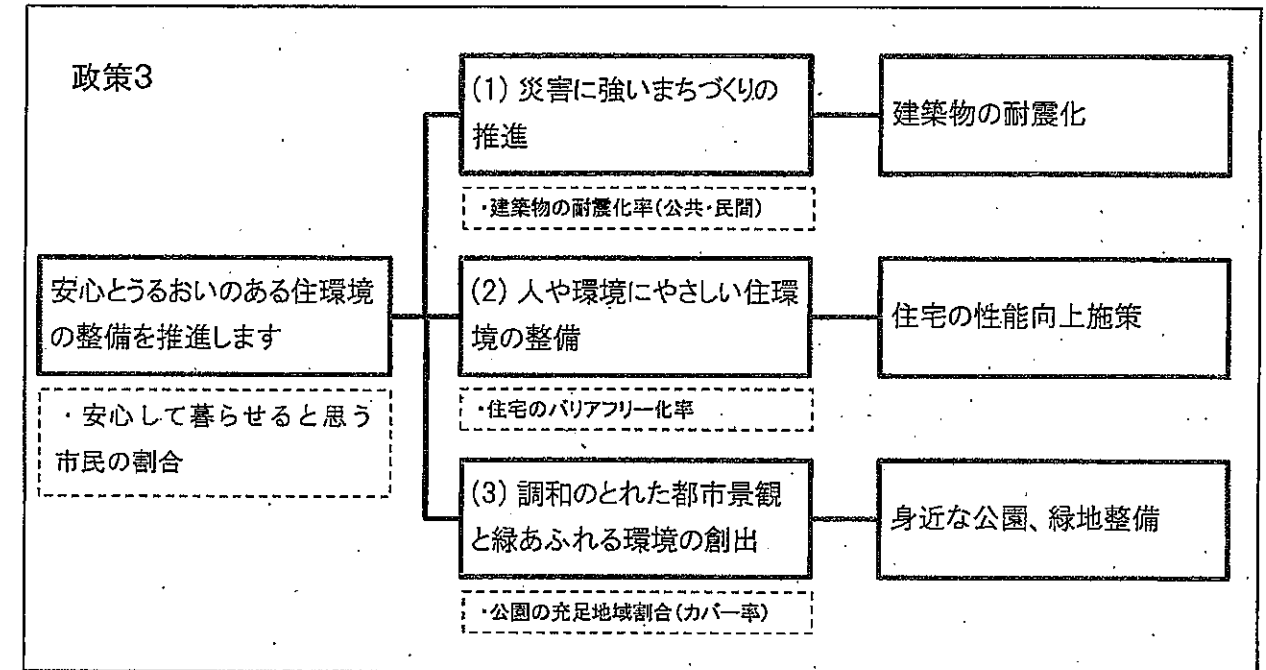 政策3
安心とうるおいのある住環境
の整備を推進します
・安心して暮らせると思う
市民の割合
(1) 災害に強いまちづくりの
推進
・建築物の耐震化率(公共・民間)
建築物の耐震化
(2) 人や環境にやさしい住環
境の整備
・住宅のバリアフリー化率
住宅の性能向上施策
(3) 調和のとれた都市景観
と緑あふれる環境の創出
・公園の充足地域割合(カバー率)
身近な公園、緑地整備